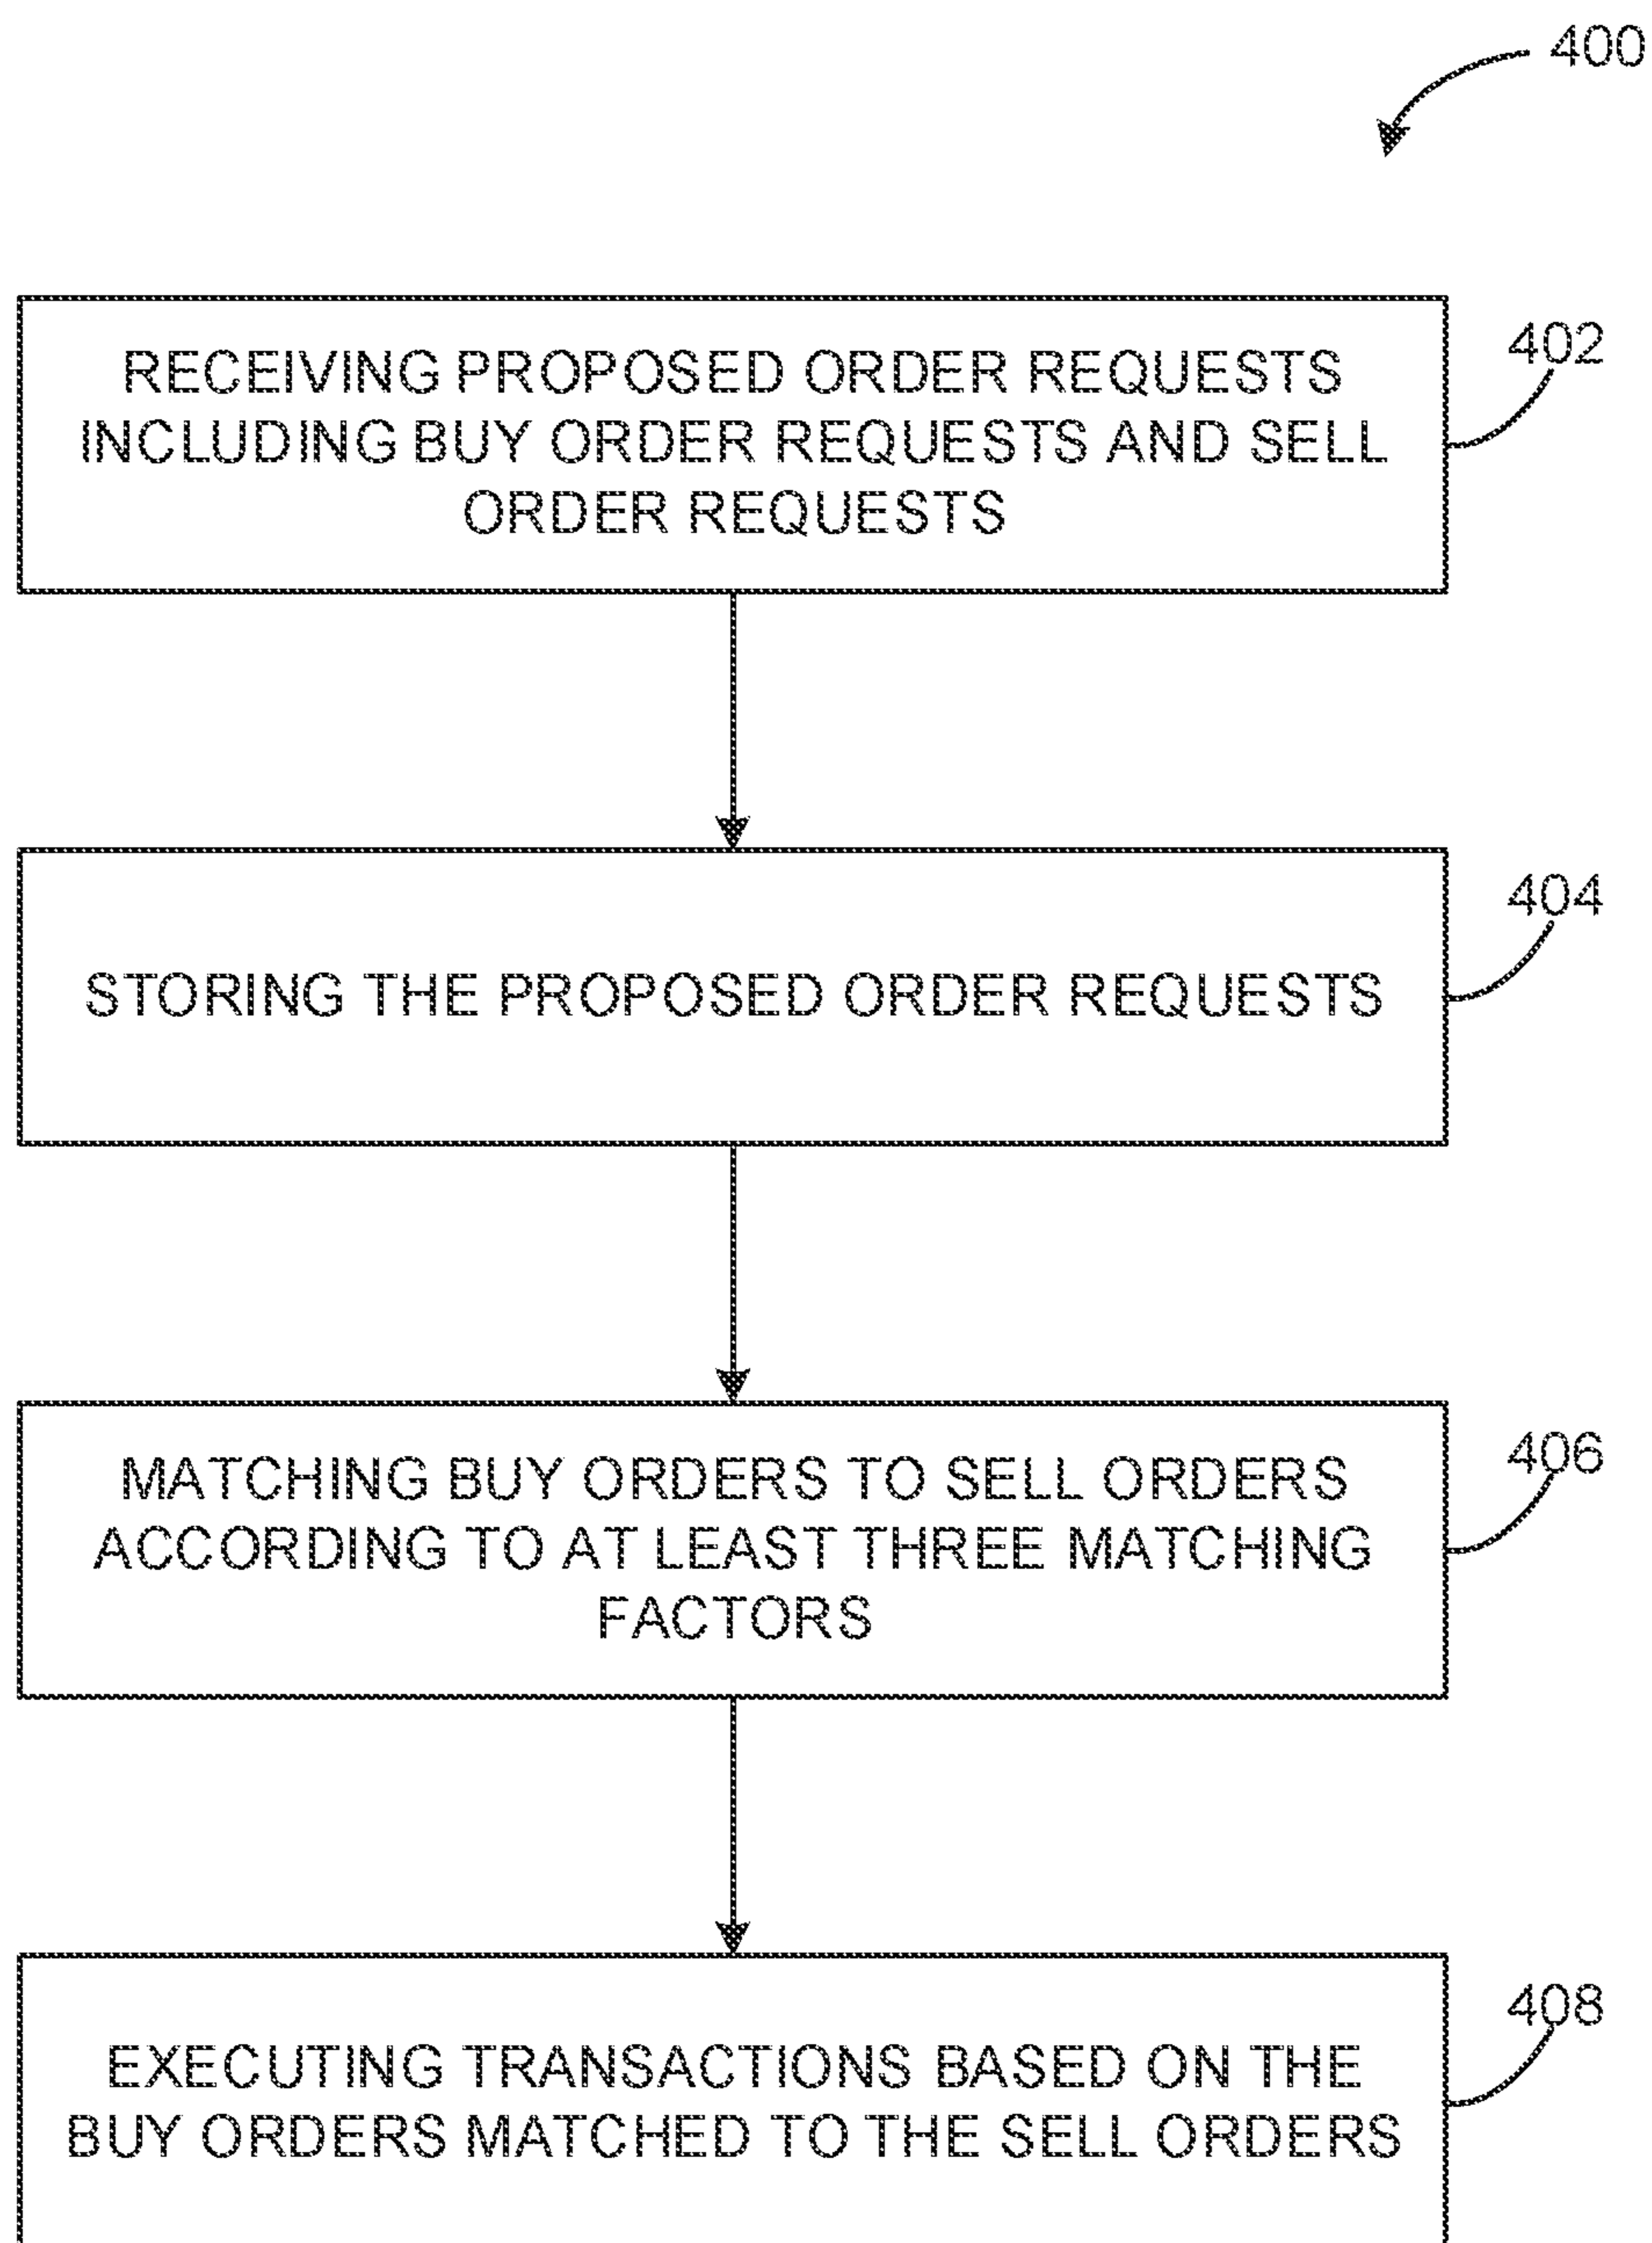 400
RECEIVING PROPOSED ORDER REQUESTS
INCLUDING BUY ORDER REQUESTS AND SELL
ORDER REQUESTS
402
STORING THE PROPOSED ORDER REQUESTS
404
MATCHING BUY ORDERS TO SELL ORDERS
ACCORDING TO AT LEAST THREE MATCHING
FACTORS
406
EXECUTING TRANSACTIONS BASED ON THE
BUY ORDERS MATCHED TO THE SELL ORDERS
408